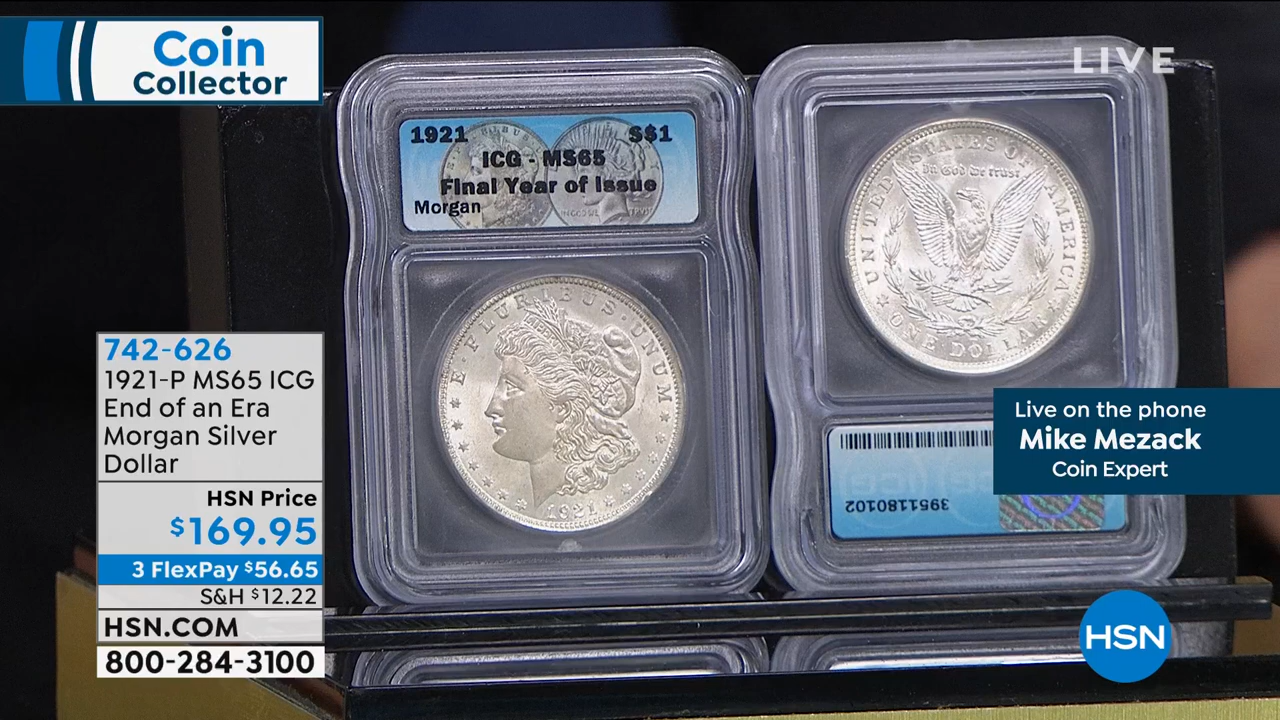 Coin
Collector
LIVE
1921 S$1
ICG - MS65
Final Year of Issue
Morgan
E·PLURIBUS·UNUM
1921
UNITED STATES OF AMERICA
In God We Trust
ONE DOLLAR
3951180102
742-626
1921-P MS65 ICG
End of an Era
Morgan Silver
Dollar
HSN Price
$169.95
3 FlexPay $56.65
S&H $12.22
HSN.COM
800-284-3100
Live on the phone
Mike Mezack
Coin Expert
HSN